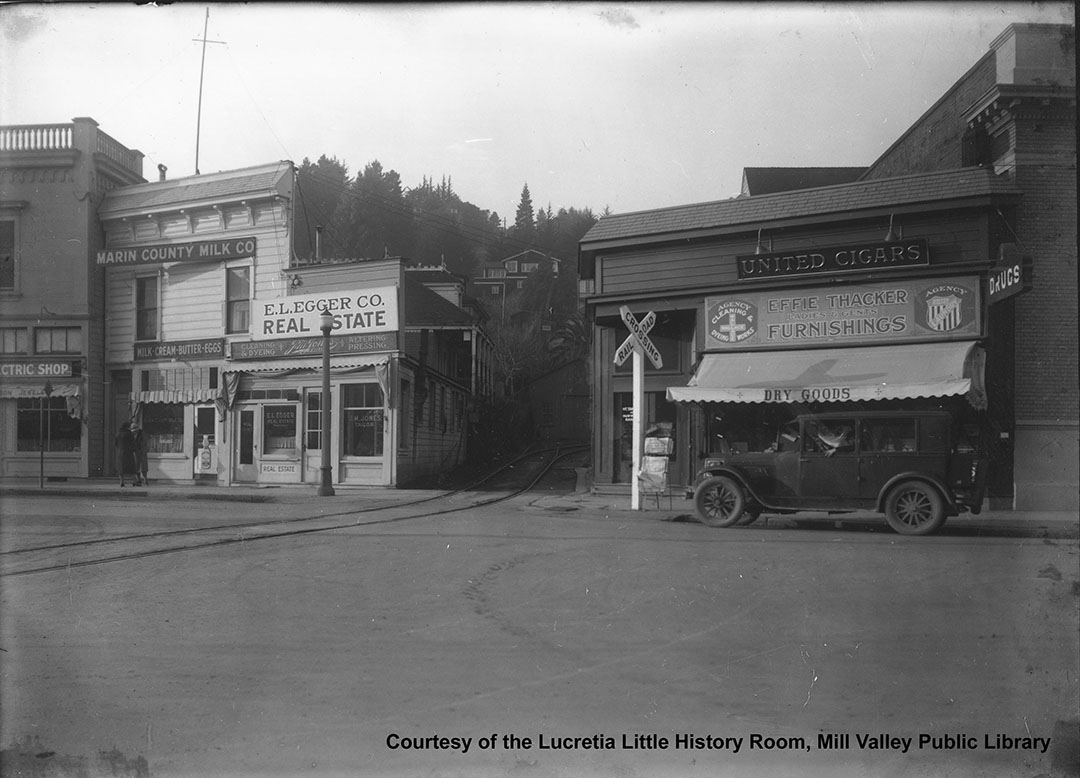 MARIN COUNTY MILK CO
MILK-CREAM-BUTTER-EGGS
CTRIC SHOP
E.L.EGGER CO.
REAL ESTATE
CLEANING
& DYEING
ALTERING
PRESSING
E.L. EGGER
REAL ESTATE
REAL ESTATE
M. JONES
TAILOR
RAILROAD
CROSSING
UNITED CIGARS
DRUGS
AGENCY
CLEANING
& DYEING
WORKS
EFFIE THACKER
LADIES & GENTS
FURNISHINGS
AGENCY
DRY GOODS
Courtesy of the Lucretia Little History Room, Mill Valley Public Library